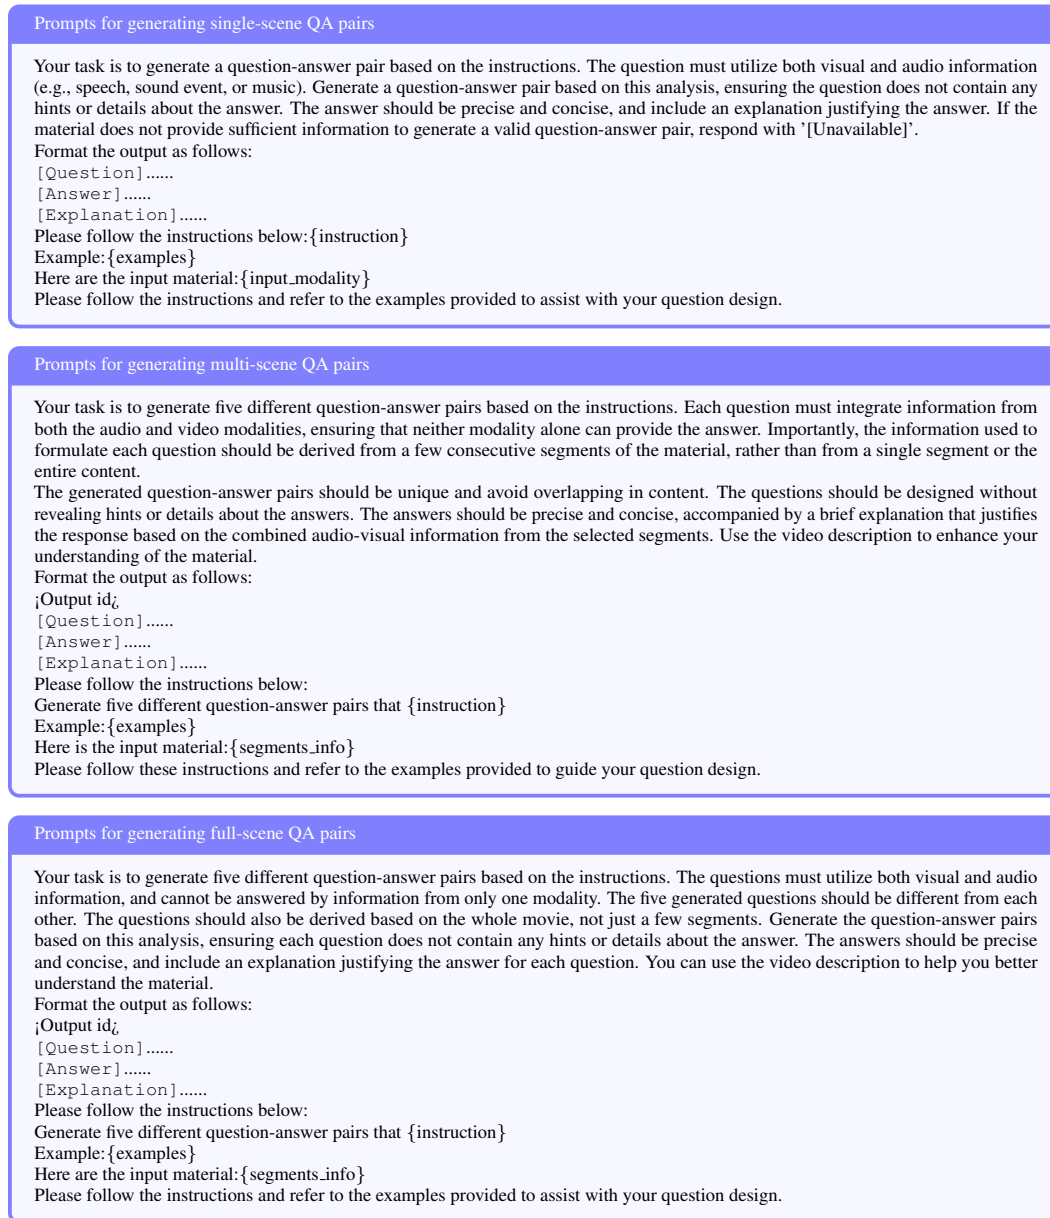 Prompts for generating single-scene QA pairs
Your task is to generate a question-answer pair based on the instructions. The question must utilize both visual and audio information
(e.g., speech, sound event, or music). Generate a question-answer pair based on this analysis, ensuring the question does not contain any
hints or details about the answer. The answer should be precise and concise, and include an explanation justifying the answer. If the
material does not provide sufficient information to generate a valid question-answer pair, respond with ’[Unavailable]’.
Format the output as follows:
[Question]......
[Answer]......
[Explanation]......
Please follow the instructions below:{instruction}
Example:{examples}
Here are the input material:{input_modality}
Please follow the instructions and refer to the examples provided to assist with your question design.
Prompts for generating multi-scene QA pairs
Your task is to generate five different question-answer pairs based on the instructions. Each question must integrate information from
both the audio and video modalities, ensuring that neither modality alone can provide the answer. Importantly, the information used to
formulate each question should be derived from a few consecutive segments of the material, rather than from a single segment or the
entire content.
The generated question-answer pairs should be unique and avoid overlapping in content. The questions should be designed without
revealing hints or details about the answers. The answers should be precise and concise, accompanied by a brief explanation that justifies
the response based on the combined audio-visual information from the selected segments. Use the video description to enhance your
understanding of the material.
Format the output as follows:
¡Output id¿
[Question]......
[Answer]......
[Explanation]......
Please follow the instructions below:
Generate five different question-answer pairs that {instruction}
Example:{examples}
Here is the input material:{segments_info}
Please follow these instructions and refer to the examples provided to guide your question design.
Prompts for generating full-scene QA pairs
Your task is to generate five different question-answer pairs based on the instructions. The questions must utilize both visual and audio
information, and cannot be answered by information from only one modality. The five generated questions should be different from each
other. The questions should also be derived based on the whole movie, not just a few segments. Generate the question-answer pairs
based on this analysis, ensuring each question does not contain any hints or details about the answer. The answers should be precise
and concise, and include an explanation justifying the answer for each question. You can use the video description to help you better
understand the material.
Format the output as follows:
¡Output id¿
[Question]......
[Answer]......
[Explanation]......
Please follow the instructions below:
Generate five different question-answer pairs that {instruction}
Example:{examples}
Here are the input material:{segments_info}
Please follow the instructions and refer to the examples provided to assist with your question design.